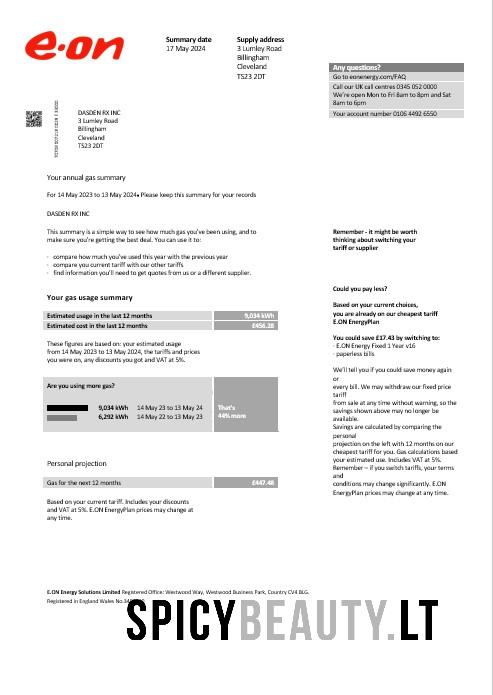 e·on
Summary date
17 May 2024
Supply address
3 Lumley Road
Billingham
Cleveland
TS23 2DT
Any questions?
Go to eonenergy.com/FAQ
Call our UK call centres 0345 052 0000
We're open Mon to Fri 8am to 8pm and Sat
8am to 6pm
Your account number 0106 4492 6550
DASDEN RX INC
3 Lumley Road
Billingham
Cleveland
TS23 2DT
Your annual gas summary
For 14 May 2023 to 13 May 2024• Please keep this summary for your records
DASDEN RX INC
This summary is a simple way to see how much gas you've been using, and to
make sure you're getting the best deal. You can use it to:
- compare how much you've used this year with the previous year
- compare you current tariff with our other tariffs
- find information you'll need to get quotes from us or a different supplier.
Your gas usage summary
Estimated usage in the last 12 months 9,034 kWh
Estimated cost in the last 12 months £456.28
These figures are based on: your estimated usage
from 14 May 2023 to 13 May 2024, the tariffs and prices
you were on, any discounts you got and VAT at 5%.
Are you using more gas?
9,034 kWh 14 May 23 to 13 May 24
6,292 kWh 14 May 22 to 13 May 23
That's
44% more
Personal projection
Gas for the next 12 months £447.48
Based on your current tariff. Includes your discounts
and VAT at 5%. E.ON EnergyPlan prices may change at
any time.
Remember - it might be worth
thinking about switching your
tariff or supplier
Could you pay less?
Based on your current choices,
you are already on our cheapest tariff
E.ON EnergyPlan
You could save £17.43 by switching to:
- E.ON Energy Fixed 1 Year v16
- paperless bills
We'll tell you if you could save money again
or
every bill. We may withdraw our fixed price
tariff
from sale at any time without warning, so the
savings shown above may no longer be
available.
Savings are calculated by comparing the
personal
projection on the left with 12 months on our
cheapest tariff for you. Gas calculations based
your estimated use. Includes VAT at 5%.
Remember – if you switch tariffs, your terms
and
conditions may change significantly. E.ON
EnergyPlan prices may change at any time.
E.ON Energy Solutions Limited Registered Office: Westwood Way, Westwood Business Park, Country CV4 8LG.
Registered in England Wales No.
SPICYBEAUTY.LT